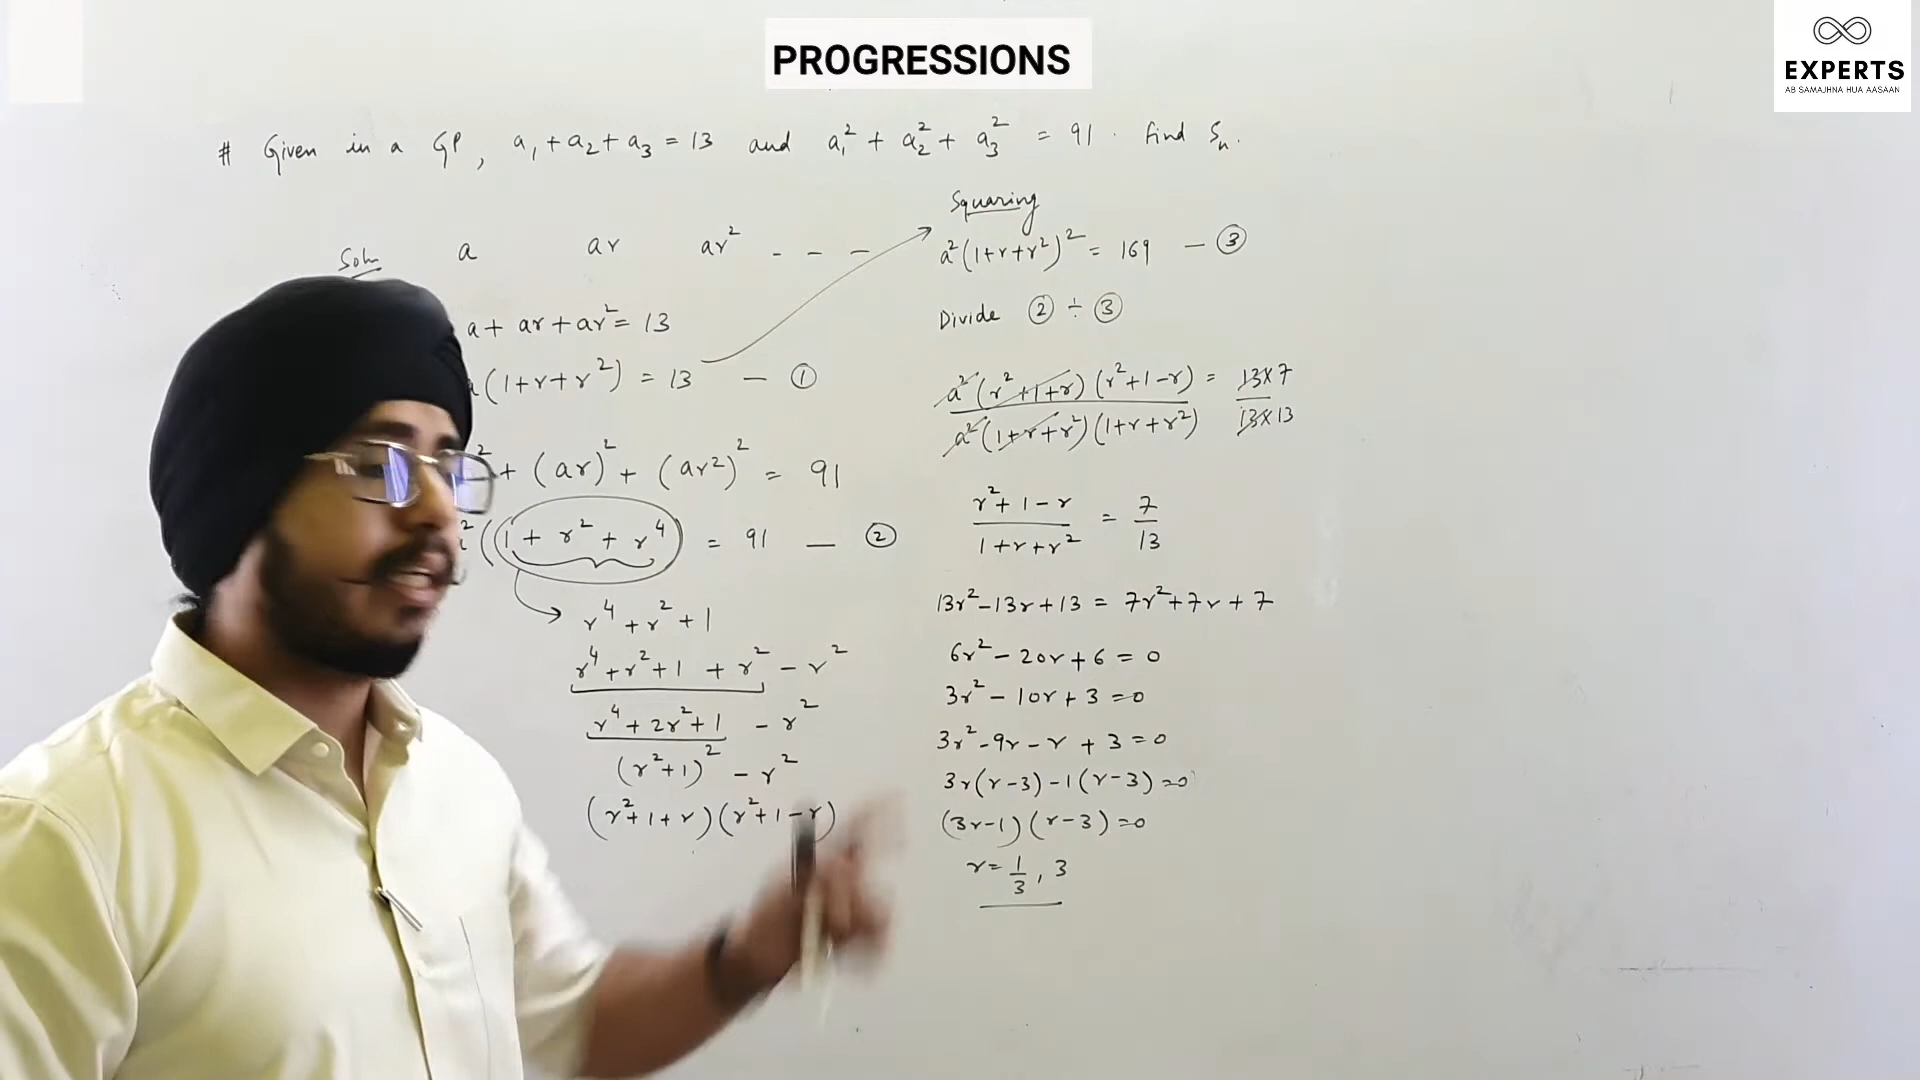 PROGRESSIONS
EXPERTS
AB SAMAJHNA HUA AASAAN
# Given in a GP, a₁ + a₂ + a₃ = 13 and a₁² + a₂² + a₃² = 91 . find Sₙ.
Soln a ar ar² - - -
a + ar + ar² = 13
(1+r+r²) = 13 — ①
² + (ar)² + (ar²)² = 91
² (1 + r² + r⁴) = 91 — ②
r⁴ + r² + 1
r⁴ + r² + 1 + r² - r²
r⁴ + 2r² + 1 - r²
(r²+1)² - r²
(r²+1+r)(r²+1-r)
Squaring
a²(1+r+r²)² = 169 — ③
Divide ② ÷ ③
a²(r²+1+r)(r²+1-r) / a²(1+r+r²)(1+r+r²) = 13×7 / 13×13
r²+1-r / 1+r+r² = 7/13
13r²-13r+13 = 7r²+7r+7
6r² - 20r + 6 = 0
3r² - 10r + 3 = 0
3r² - 9r - r + 3 = 0
3r(r-3) - 1(r-3) = 0
(3r-1)(r-3) = 0
r = 1/3, 3